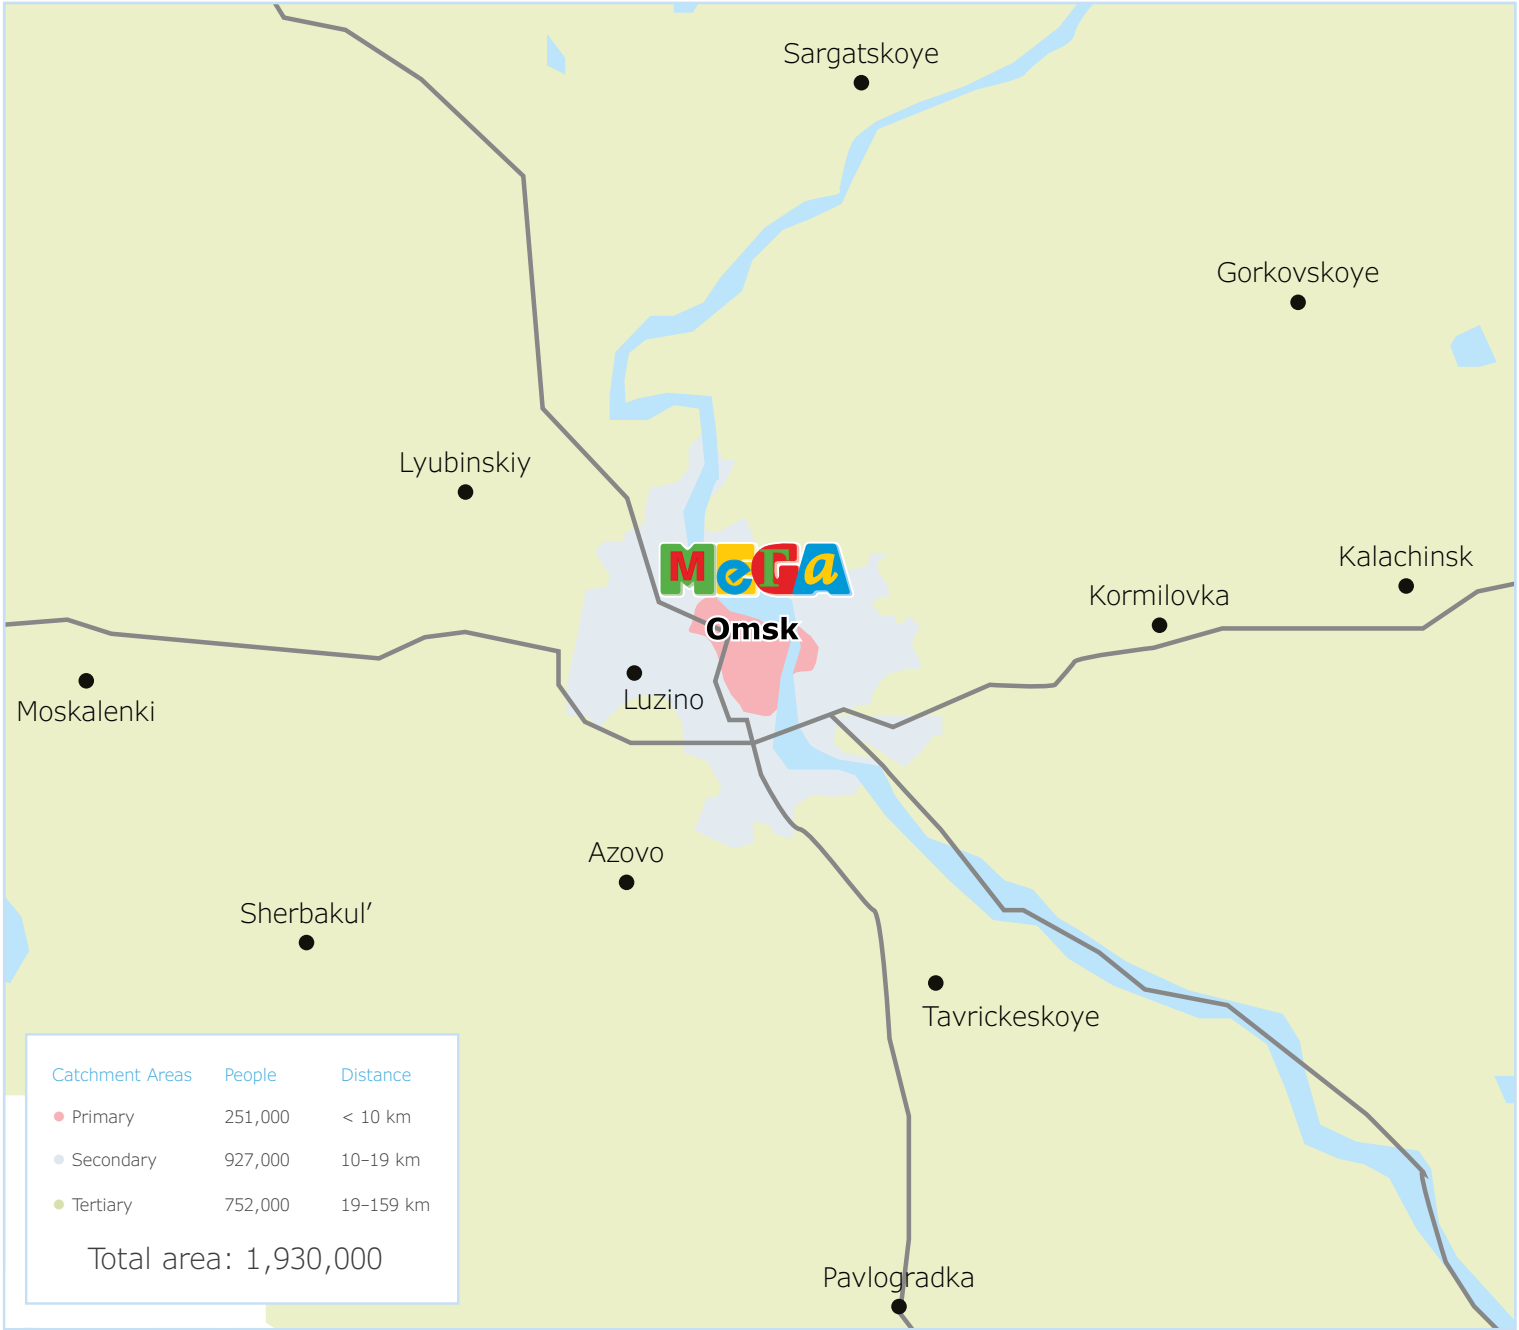 Sargatskoye
Gorkovskoye
Lyubinskiy
Мега
Kalachinsk
Kormilovka
Omsk
Luzino
Moskalenki
Azovo
Sherbakul’
Tavrickeskoye
Catchment Areas People Distance
Primary 251,000 < 10 km
Secondary 927,000 10–19 km
Tertiary 752,000 19–159 km
Total area: 1,930,000
Pavlogradka